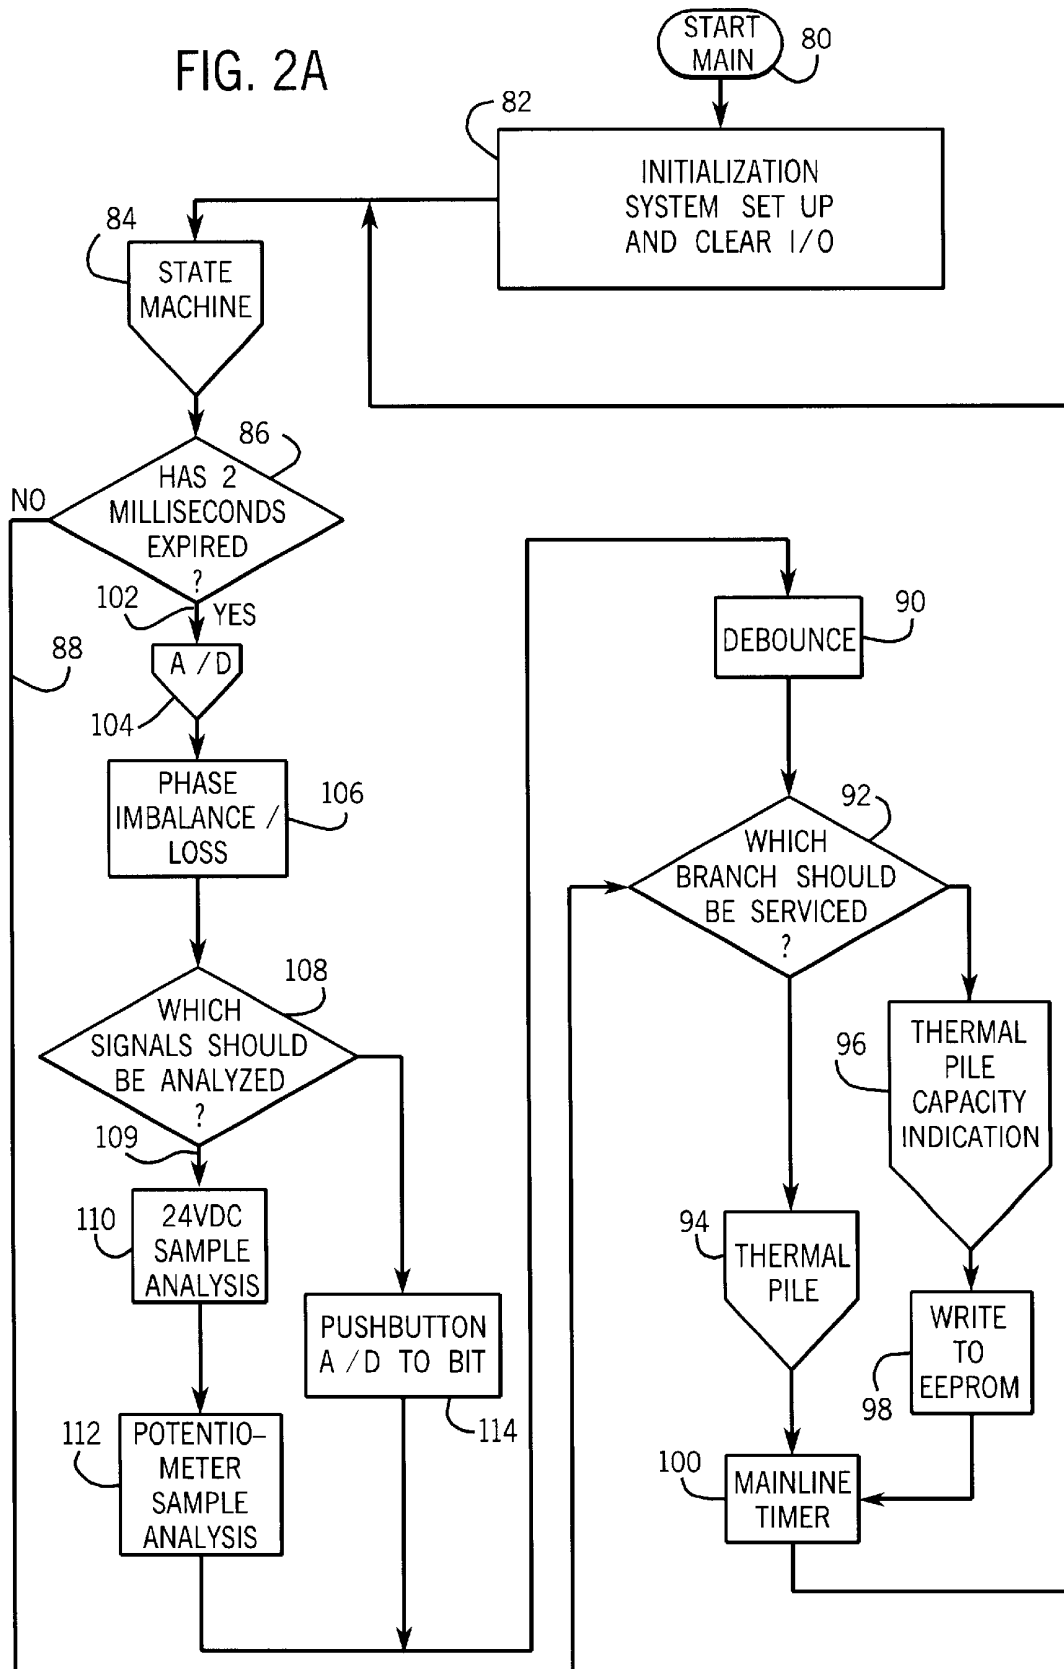 FIG. 2A
START
MAIN
80
82
INITIALIZATION
SYSTEM SET UP
AND CLEAR I/O
84
STATE
MACHINE
86
HAS 2
MILLISECONDS
EXPIRED
?
NO
102
YES
88
A/D
104
PHASE
IMBALANCE/
LOSS
106
108
WHICH
SIGNALS SHOULD
BE ANALYZED
?
109
110
24VDC
SAMPLE
ANALYSIS
PUSHBUTTON
A/D TO BIT
114
112
POTENTIO-
METER
SAMPLE
ANALYSIS
90
DEBOUNCE
92
WHICH
BRANCH SHOULD
BE SERVICED
?
96
THERMAL
PILE
CAPACITY
INDICATION
94
THERMAL
PILE
WRITE
TO
EEPROM
98
100
MAINLINE
TIMER